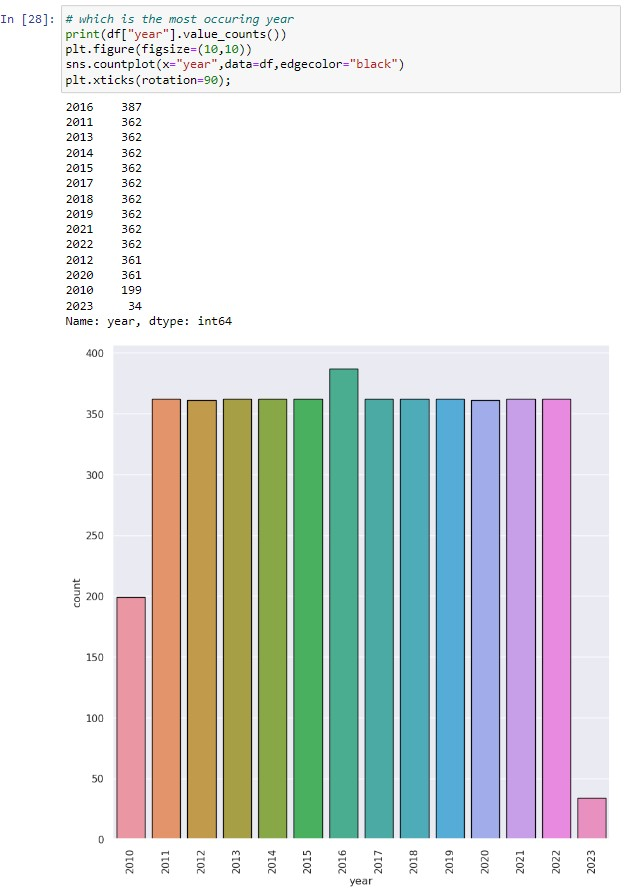 In [28]: # which is the most occuring year
print(df["year"].value_counts())
plt.figure(figsize=(10,10))
sns.countplot(x="year",data=df,edgecolor="black")
plt.xticks(rotation=90);
2016 387
2011 362
2013 362
2014 362
2015 362
2017 362
2018 362
2019 362
2021 362
2022 362
2012 361
2020 361
2010 199
2023 34
Name: year, dtype: int64
400
350
300
250
200
150
100
50
0
count
2010 2011 2012 2013 2014 2015 2016 2017 2018 2019 2020 2021 2022 2023
year